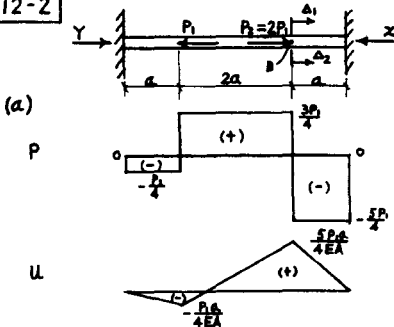 12-2
Δ₁
Y P₁ P₂=2P₁ x
B Δ₂
a 2a a
(a)
3P₁/4
P 0 (+) 0
(-)
-P₁/4 (-)
-5P₁/4
5P₁a/4EA
u (+)
(-)
-P₁a/4EA